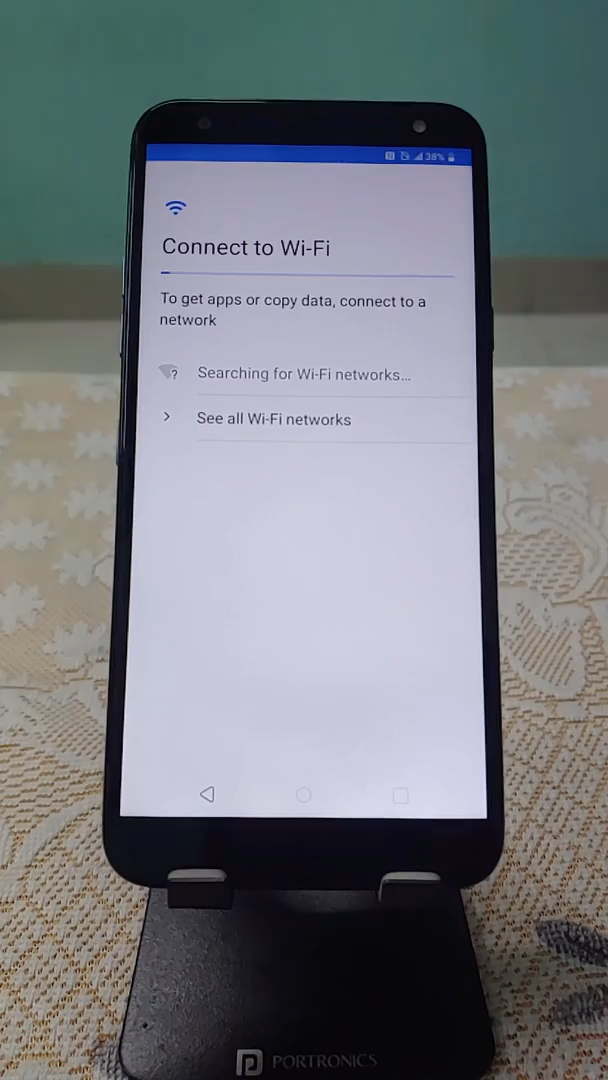 38%
Connect to Wi-Fi
To get apps or copy data, connect to a
network
?
Searching for Wi-Fi networks...
See all Wi-Fi networks
PORTRONICS